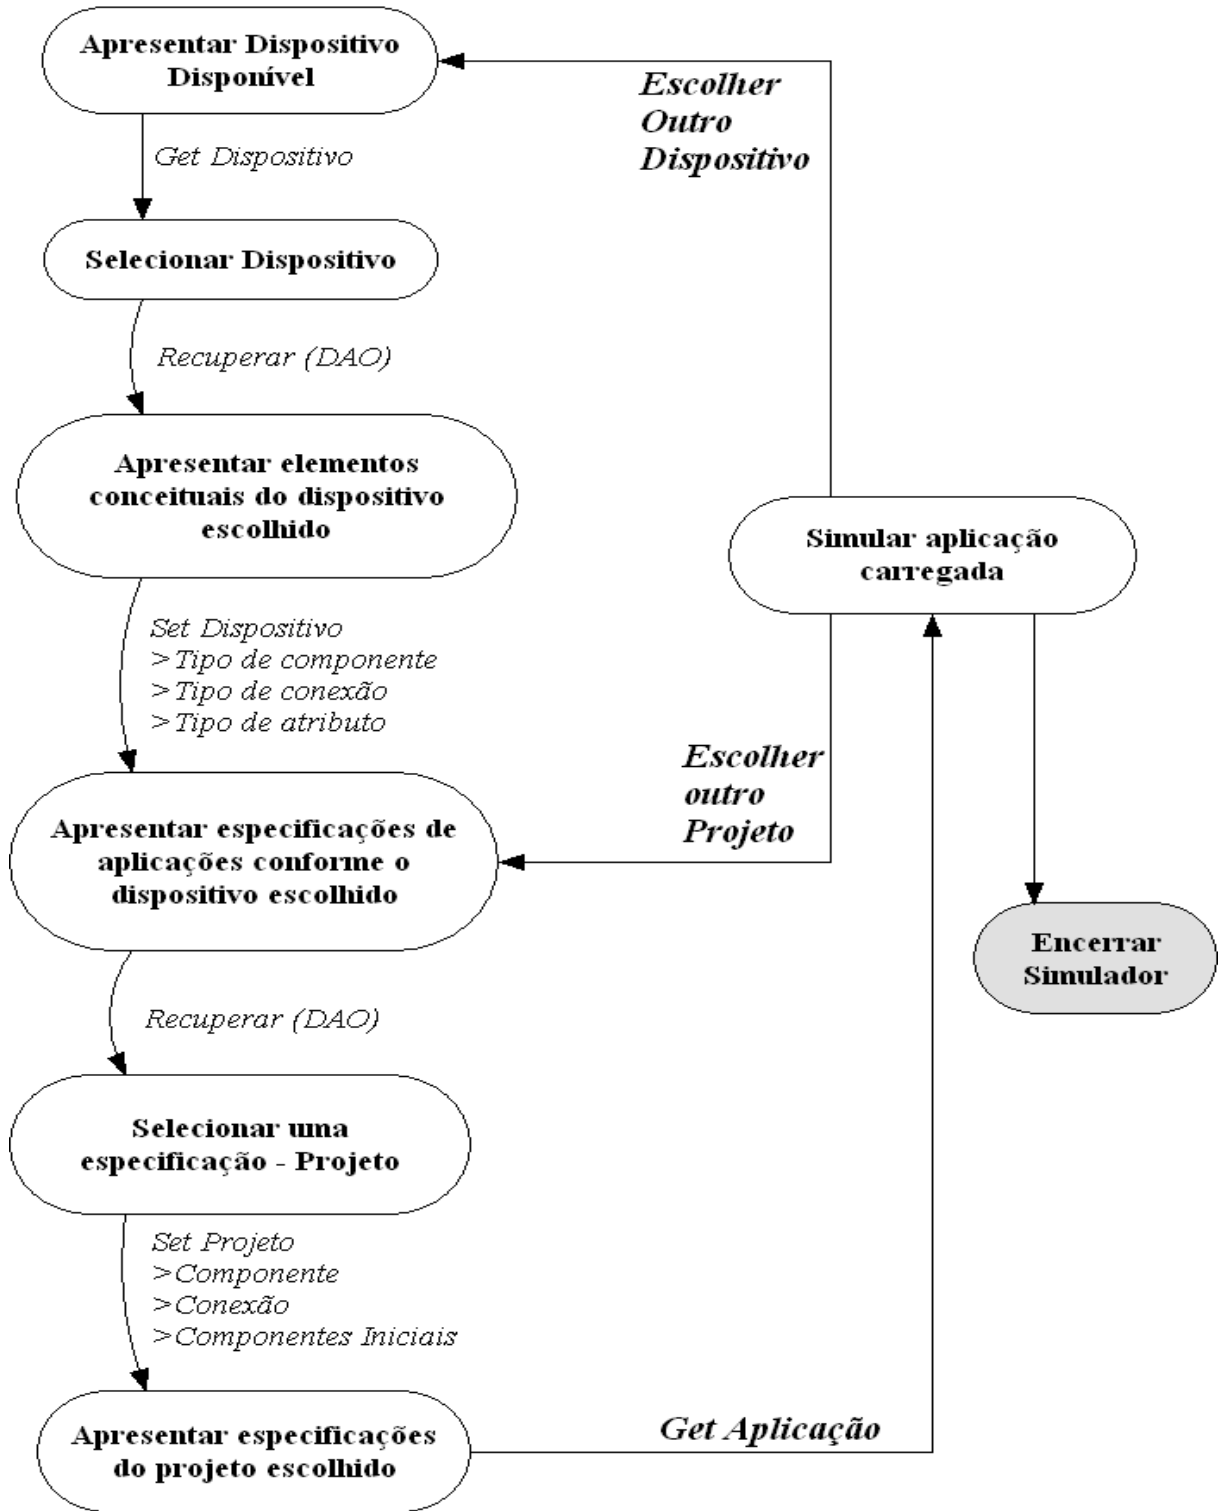 Apresentar Dispositivo
Disponível
Escolher
Outro
Dispositivo
Get Dispositivo
Selecionar Dispositivo
Recuperar (DAO)
Apresentar elementos
conceituais do dispositivo
escolhido
Simular aplicação
carregada
Set Dispositivo
>Tipo de componente
>Tipo de conexão
>Tipo de atributo
Escolher
outro
Projeto
Apresentar especificações de
aplicações conforme o
dispositivo escolhido
Encerrar
Simulador
Recuperar (DAO)
Selecionar uma
especificação - Projeto
Set Projeto
>Componente
>Conexão
>Componentes Iniciais
Apresentar especificações
do projeto escolhido
Get Aplicação